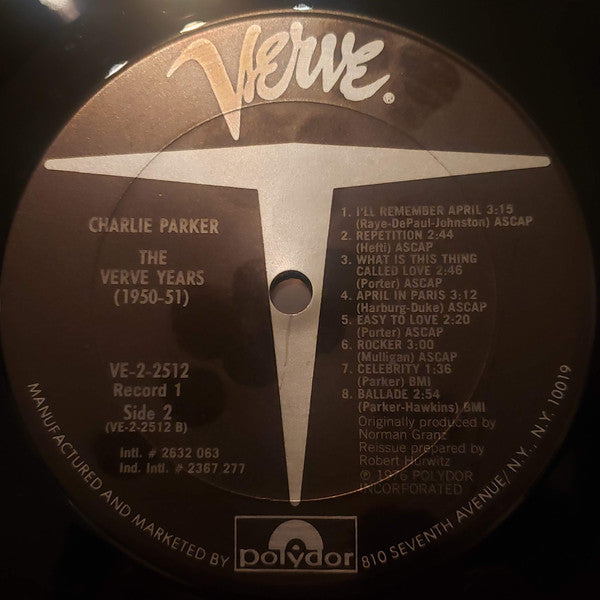 Verve®
CHARLIE PARKER
THE
VERVE YEARS
(1950-51)
VE-2-2512
Record 1
Side 2
(VE-2-2512 B)
Intl. # 2632 063
Ind. Intl. # 2367 277
1. I'LL REMEMBER APRIL 3:15
(Raye-DePaul-Johnston) ASCAP
2. REPETITION 2:44
(Hefti) ASCAP
3. WHAT IS THIS THING
CALLED LOVE 2:46
(Porter) ASCAP
4. APRIL IN PARIS 3:12
(Harburg-Duke) ASCAP
5. EASY TO LOVE 2:20
(Porter) ASCAP
6. ROCKER 3:00
(Mulligan) ASCAP
7. CELEBRITY 1:36
(Parker) BMI
8. BALLADE 2:54
(Parker-Hawkins) BMI
Originally produced by
Norman Granz
Reissue prepared by
Robert Hurwitz
℗ 1976 POLYDOR
INCORPORATED
MANUFACTURED AND MARKETED BY polydor 810 SEVENTH AVENUE/ N.Y., N.Y. 10019